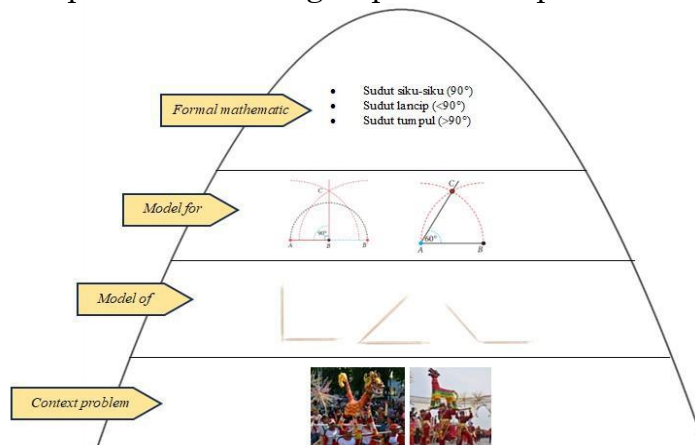 Formal mathematic
• Sudut siku-siku (90°)
• Sudut lancip (<90°)
• Sudut tumpul (>90°)
Model for
C
90°
A
B
B
C
60°
A
B
Model of
Context problem